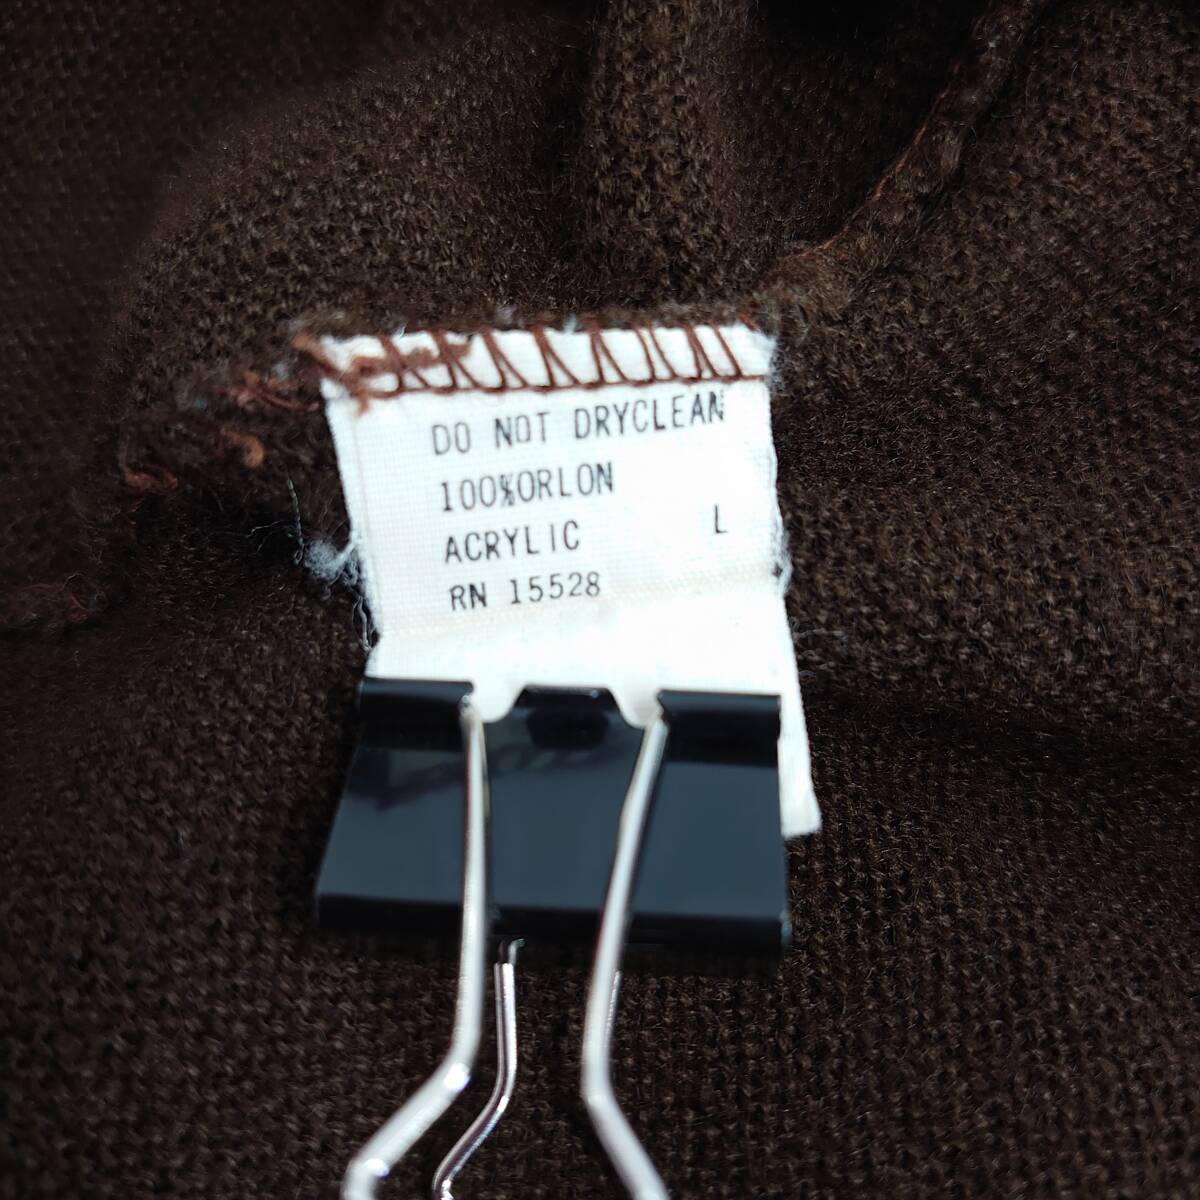 DO NOT DRYCLEAN
100%ORLON
ACRYLIC L
RN 15528